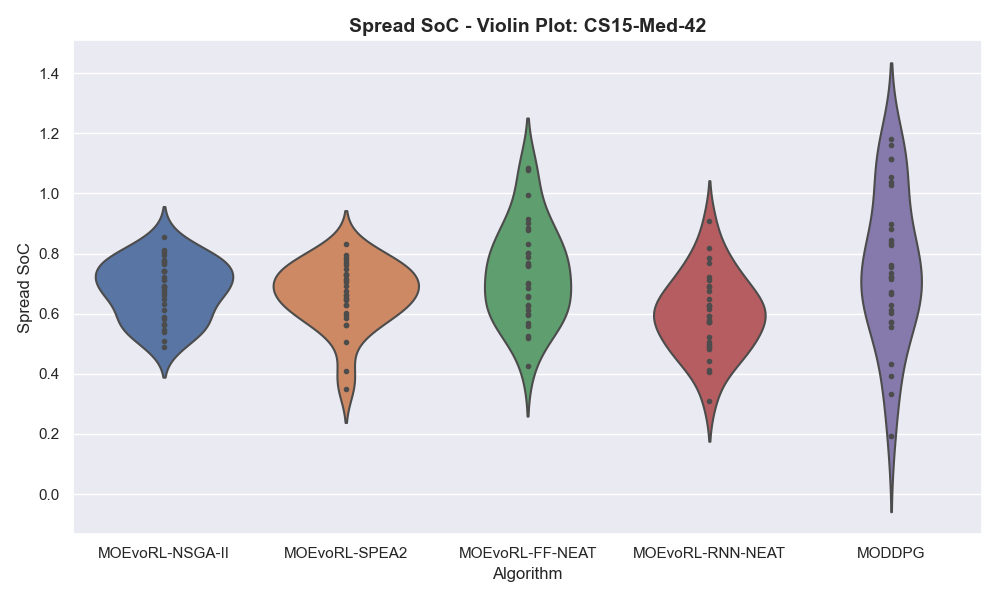 Spread SoC - Violin Plot: CS15-Med-42
Spread SoC
1.4
1.2
1.0
0.8
0.6
0.4
0.2
0.0
MOEvoRL-NSGA-II MOEvoRL-SPEA2 MOEvoRL-FF-NEAT MOEvoRL-RNN-NEAT MODDPG
Algorithm